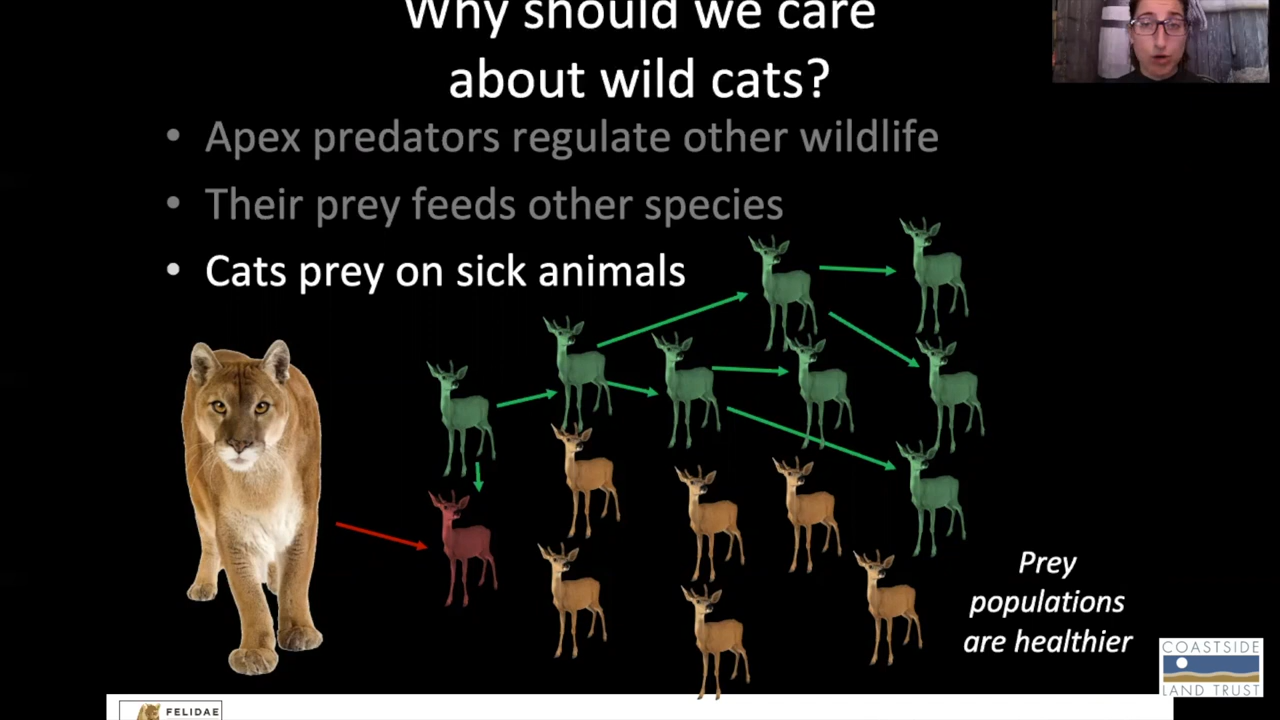 Why should we care
about wild cats?
• Apex predators regulate other wildlife
• Their prey feeds other species
• Cats prey on sick animals
Prey
populations
are healthier
COASTSIDE
LAND TRUST
FELIDAE